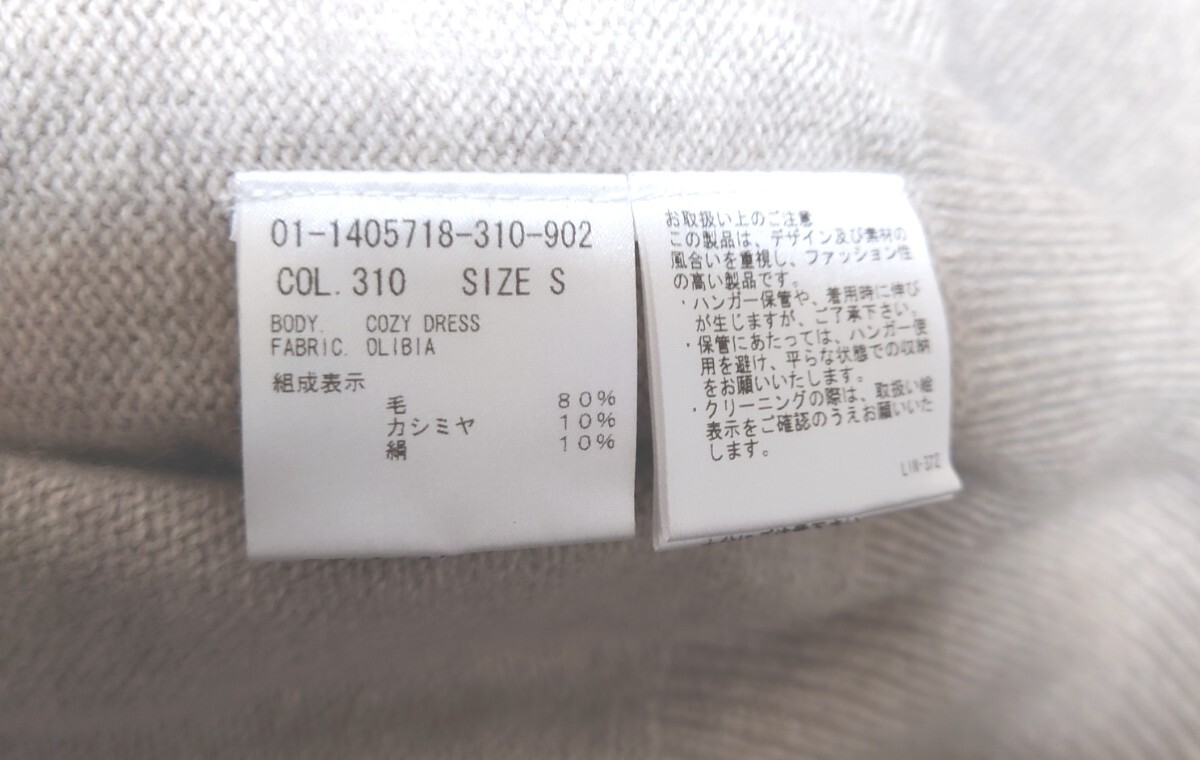 01-1405718-310-902
COL. 310 SIZE S
BODY. COZY DRESS
FABRIC. OLIBIA
組成表示
毛 80%
カシミヤ 10%
絹 10%
お取扱い上のご注意
この製品は、デザイン及び素材の
風合いを重視し、ファッション性
の高い製品です。
・ハンガー保管や、着用時に伸び
が生じますが、ご了承下さい。
・保管にあたっては、ハンガー使
用を避け、平らな状態での収納
をお願いいたします。
・クリーニングの際は、取扱い絵
表示をご確認のうえお願いいた
します。
LIN-372